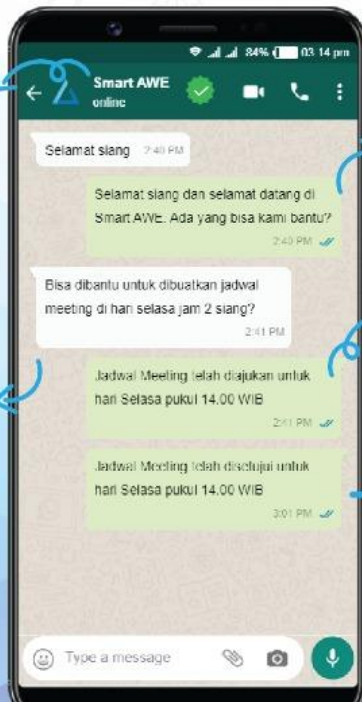 84% 03 14 pm
Smart AWE
online
Selamat siang 2:40 PM
Selamat siang dan selamat datang di
Smart AWE. Ada yang bisa kami bantu?
2:40 PM
Bisa dibantu untuk dibuatkan jadwal
meeting di hari selasa jam 2 siang?
2:41 PM
Jadwal Meeting telah diajukan untuk
hari Selasa pukul 14.00 WIB
2:41 PM
Jadwal Meeting telah disetujui untuk
hari Selasa pukul 14.00 WIB
3:01 PM
Type a message